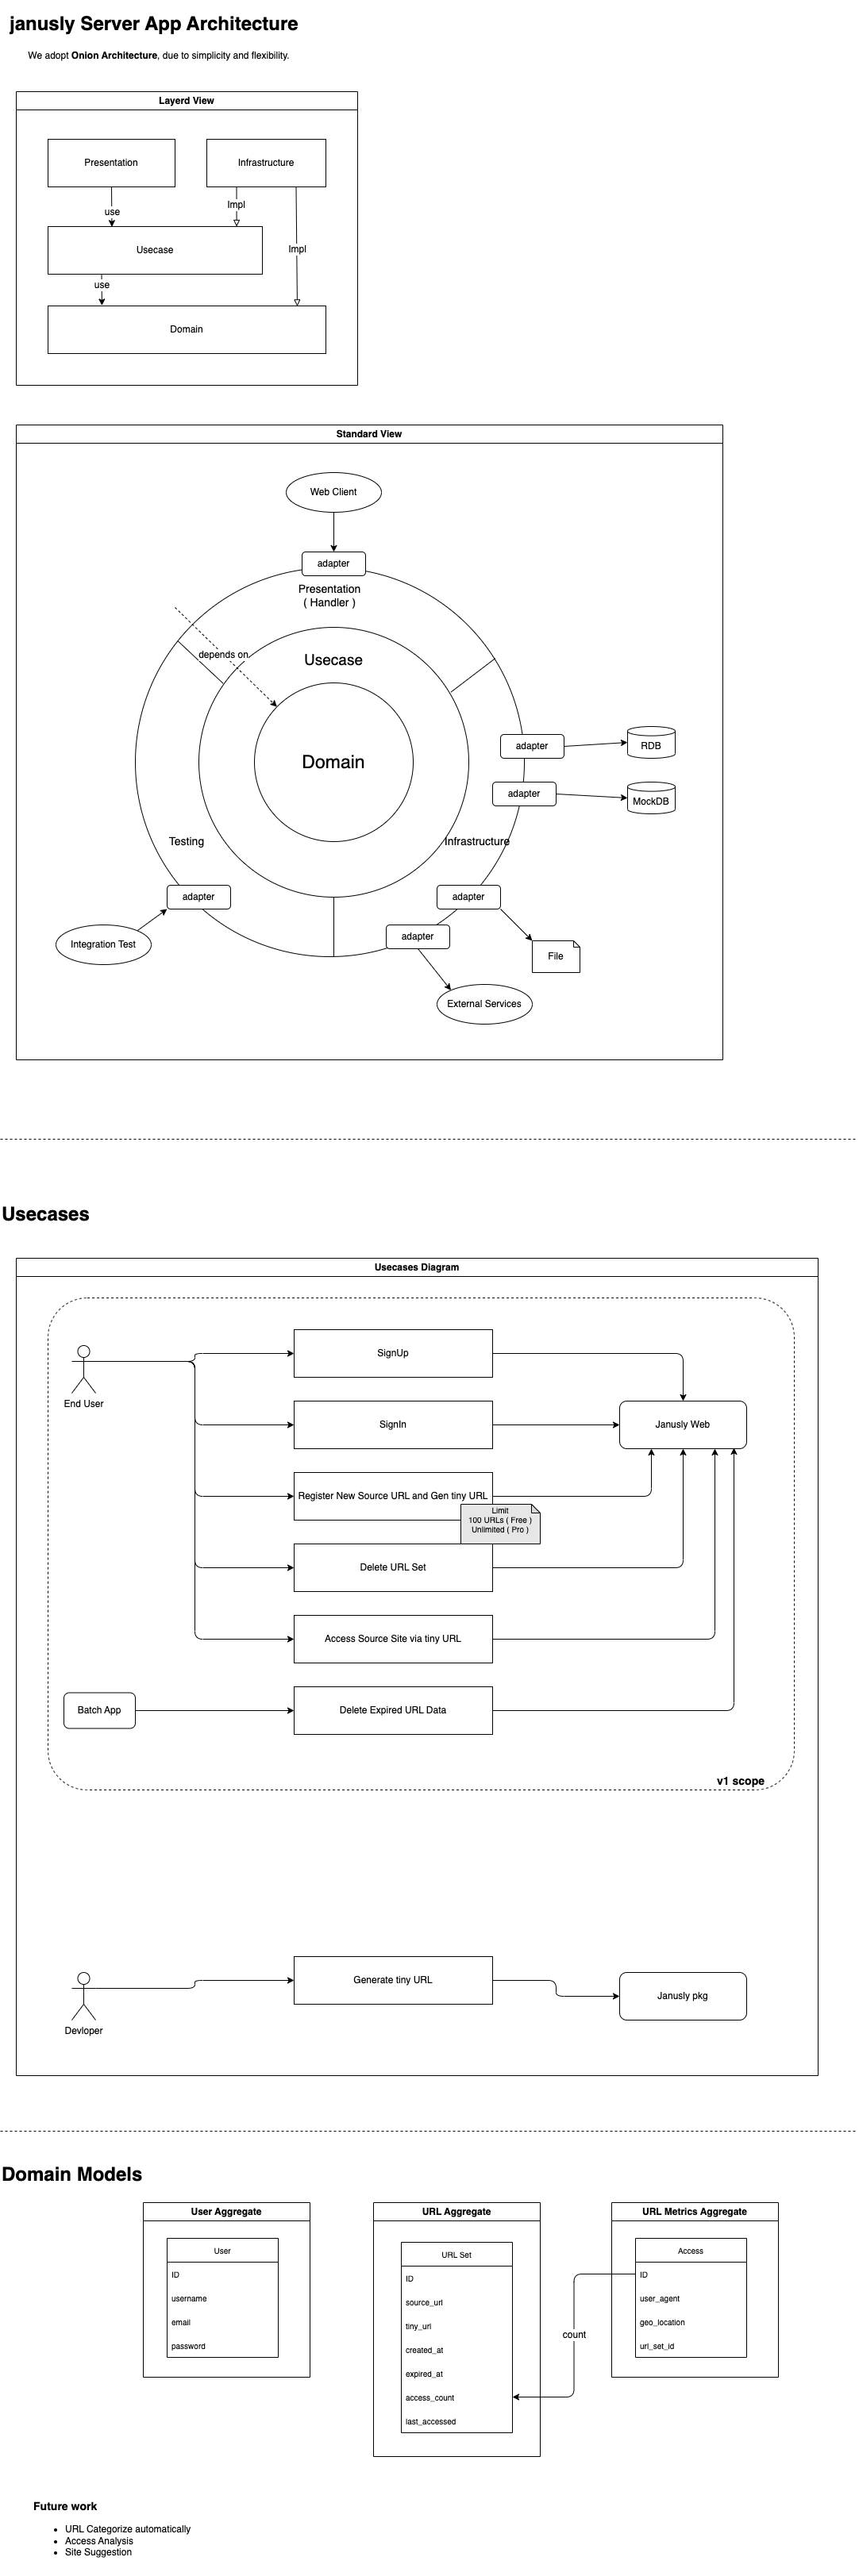 janusly Server App Architecture
We adopt Onion Architecture, due to simplicity and flexibility.
Layerd View
Presentation
Infrastructure
use
Impl
Usecase
Impl
use
Domain
Standard View
Web Client
adapter
Presentation
( Handler )
depends on
Usecase
adapter
RDB
Domain
adapter
MockDB
Testing
Infrastructure
adapter
adapter
adapter
Integration Test
File
External Services
Usecases
Usecases Diagram
SignUp
End User
SignIn
Janusly Web
Register New Source URL and Gen tiny URL
Limit
100 URLs ( Free )
Unlimited ( Pro )
Delete URL Set
Access Source Site via tiny URL
Batch App
Delete Expired URL Data
v1 scope
Generate tiny URL
Janusly pkg
Devloper
Domain Models
User Aggregate
User
ID
username
email
password
URL Aggregate
URL Set
ID
source_url
tiny_url
created_at
expired_at
access_count
last_accessed
count
URL Metrics Aggregate
Access
ID
user_agent
geo_location
url_set_id
Future work
• URL Categorize automatically
• Access Analysis
• Site Suggestion